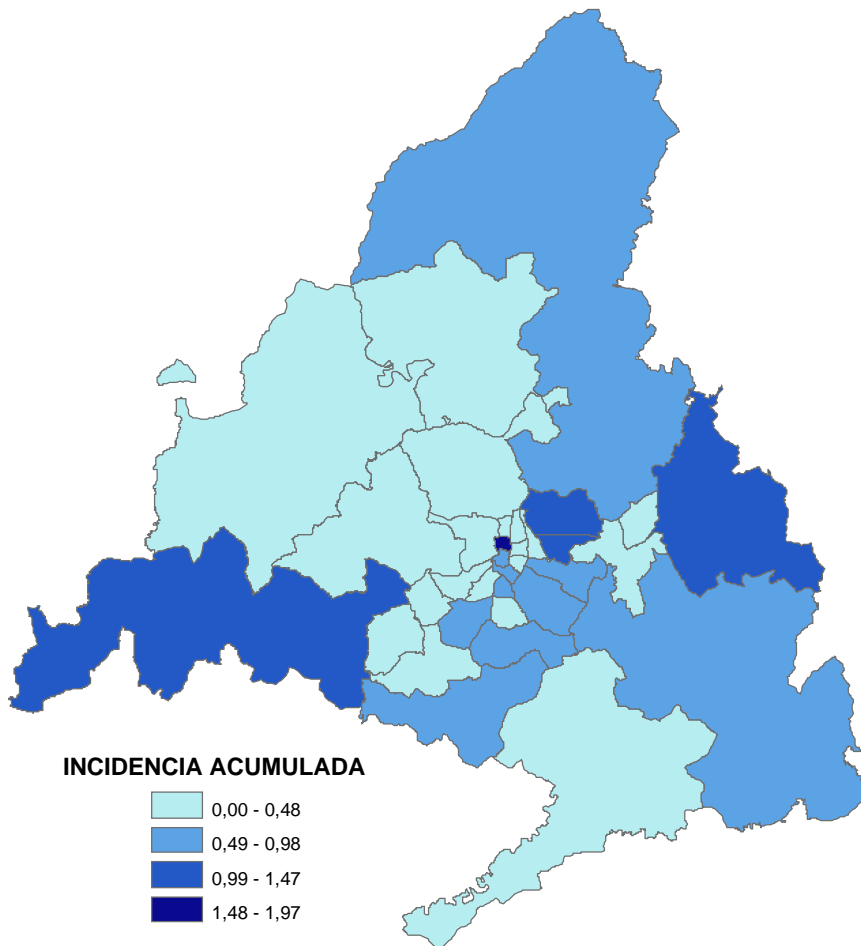 INCIDENCIA ACUMULADA
0,00 - 0,48
0,49 - 0,98
0,99 - 1,47
1,48 - 1,97